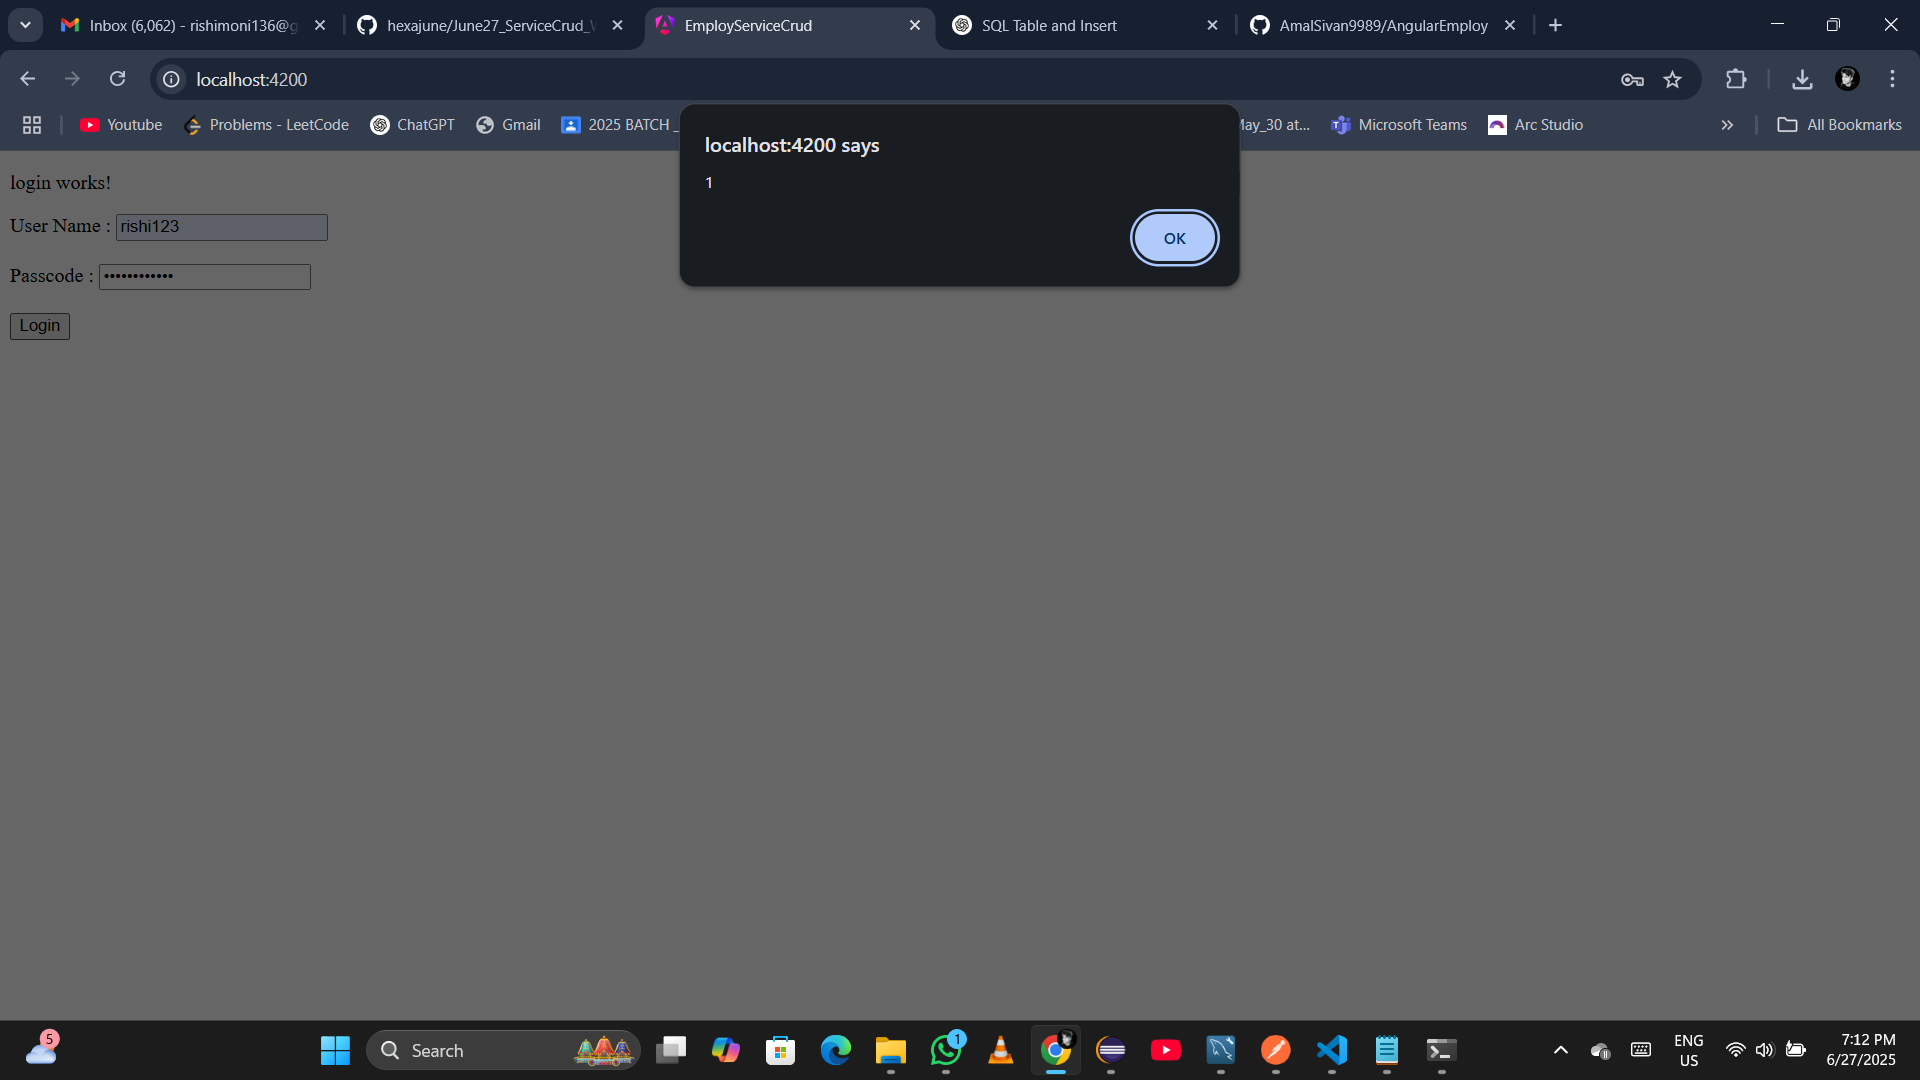 Inbox (6,062) - rishimoni136@g
hexajune/June27_ServiceCrud_
EmployServiceCrud
SQL Table and Insert
AmalSivan9989/AngularEmploy
localhost:4200
Youtube
Problems - LeetCode
ChatGPT
Gmail
2025 BATCH _
May_30 at...
Microsoft Teams
Arc Studio
All Bookmarks
localhost:4200 says
1
OK
login works!
User Name : rishi123
Passcode : ••••••••••••
Login
5
Search
1
ENG
US
7:12 PM
6/27/2025